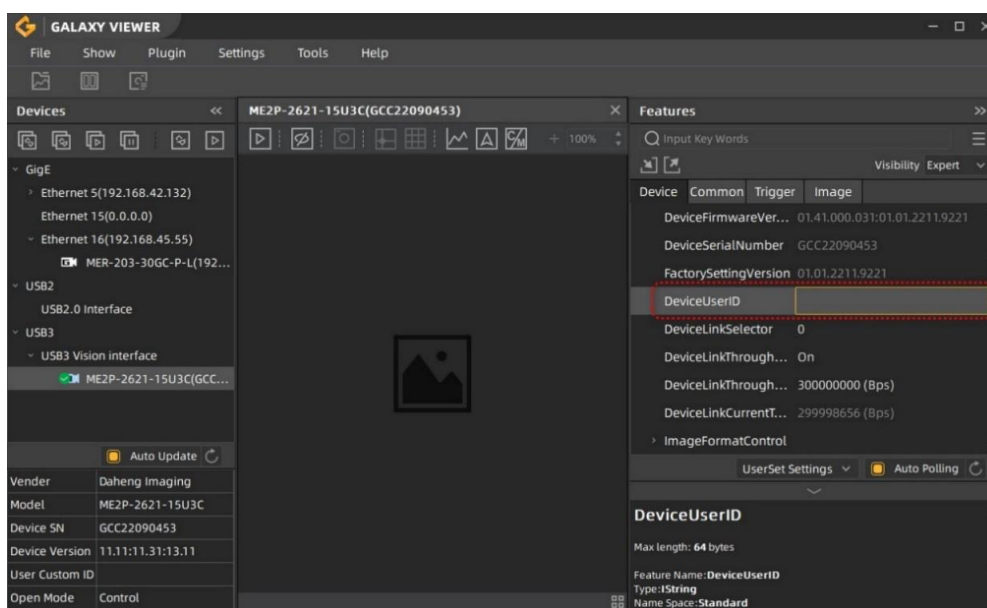 GALAXY VIEWER
File Show Plugin Settings Tools Help
Devices
GigE
Ethernet 5(192.168.42.132)
Ethernet 15(0.0.0.0)
Ethernet 16(192.168.45.55)
MER-203-30GC-P-L(192...
USB2
USB2.0 Interface
USB3
USB3 Vision interface
ME2P-2621-15U3C(GCC...
Auto Update
Vender Daheng Imaging
Model ME2P-2621-15U3C
Device SN GCC22090453
Device Version 11.11:11.31:13.11
User Custom ID
Open Mode Control
ME2P-2621-15U3C(GCC22090453)
C/M + 100%
Features
Input Key Words
Visibility Expert
Device Common Trigger Image
DeviceFirmwareVer... 01.41.000.031:01.01.2211.9221
DeviceSerialNumber GCC22090453
FactorySettingVersion 01.01.2211.9221
DeviceUserID
DeviceLinkSelector 0
DeviceLinkThrough... On
DeviceLinkThrough... 300000000 (Bps)
DeviceLinkCurrentT... 299998656 (Bps)
ImageFormatControl
UserSet Settings Auto Polling
DeviceUserID
Max length: 64 bytes
Feature Name:DeviceUserID
Type:IString
Name Space:Standard